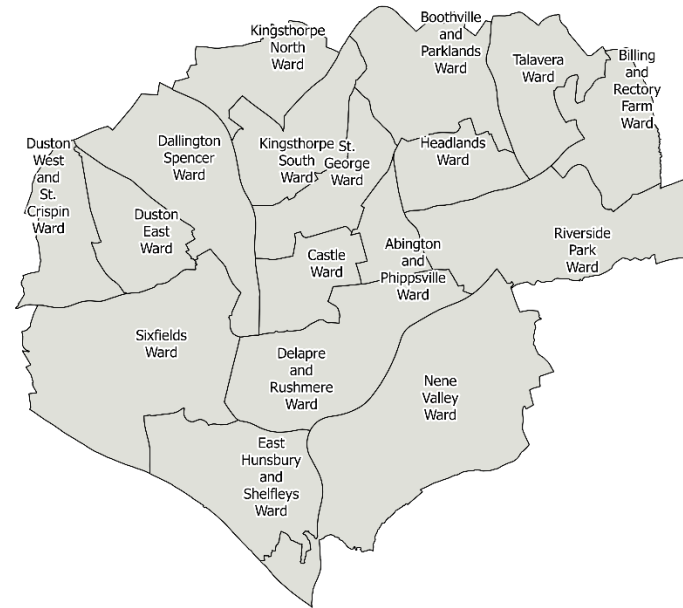 Boothville
and
Parklands
Ward
Kingsthorpe
North
Ward
Talavera
Ward
Billing
and
Rectory
Farm
Ward
Duston
West
and
St.
Crispin
Ward
Dallington
Spencer
Ward
Kingsthorpe
South
Ward
St.
George
Ward
Headlands
Ward
Duston
East
Ward
Castle
Ward
Abington
and
Phippsville
Ward
Riverside
Park
Ward
Sixfields
Ward
Delapre
and
Rushmere
Ward
Nene
Valley
Ward
East
Hunsbury
and
Shelfleys
Ward